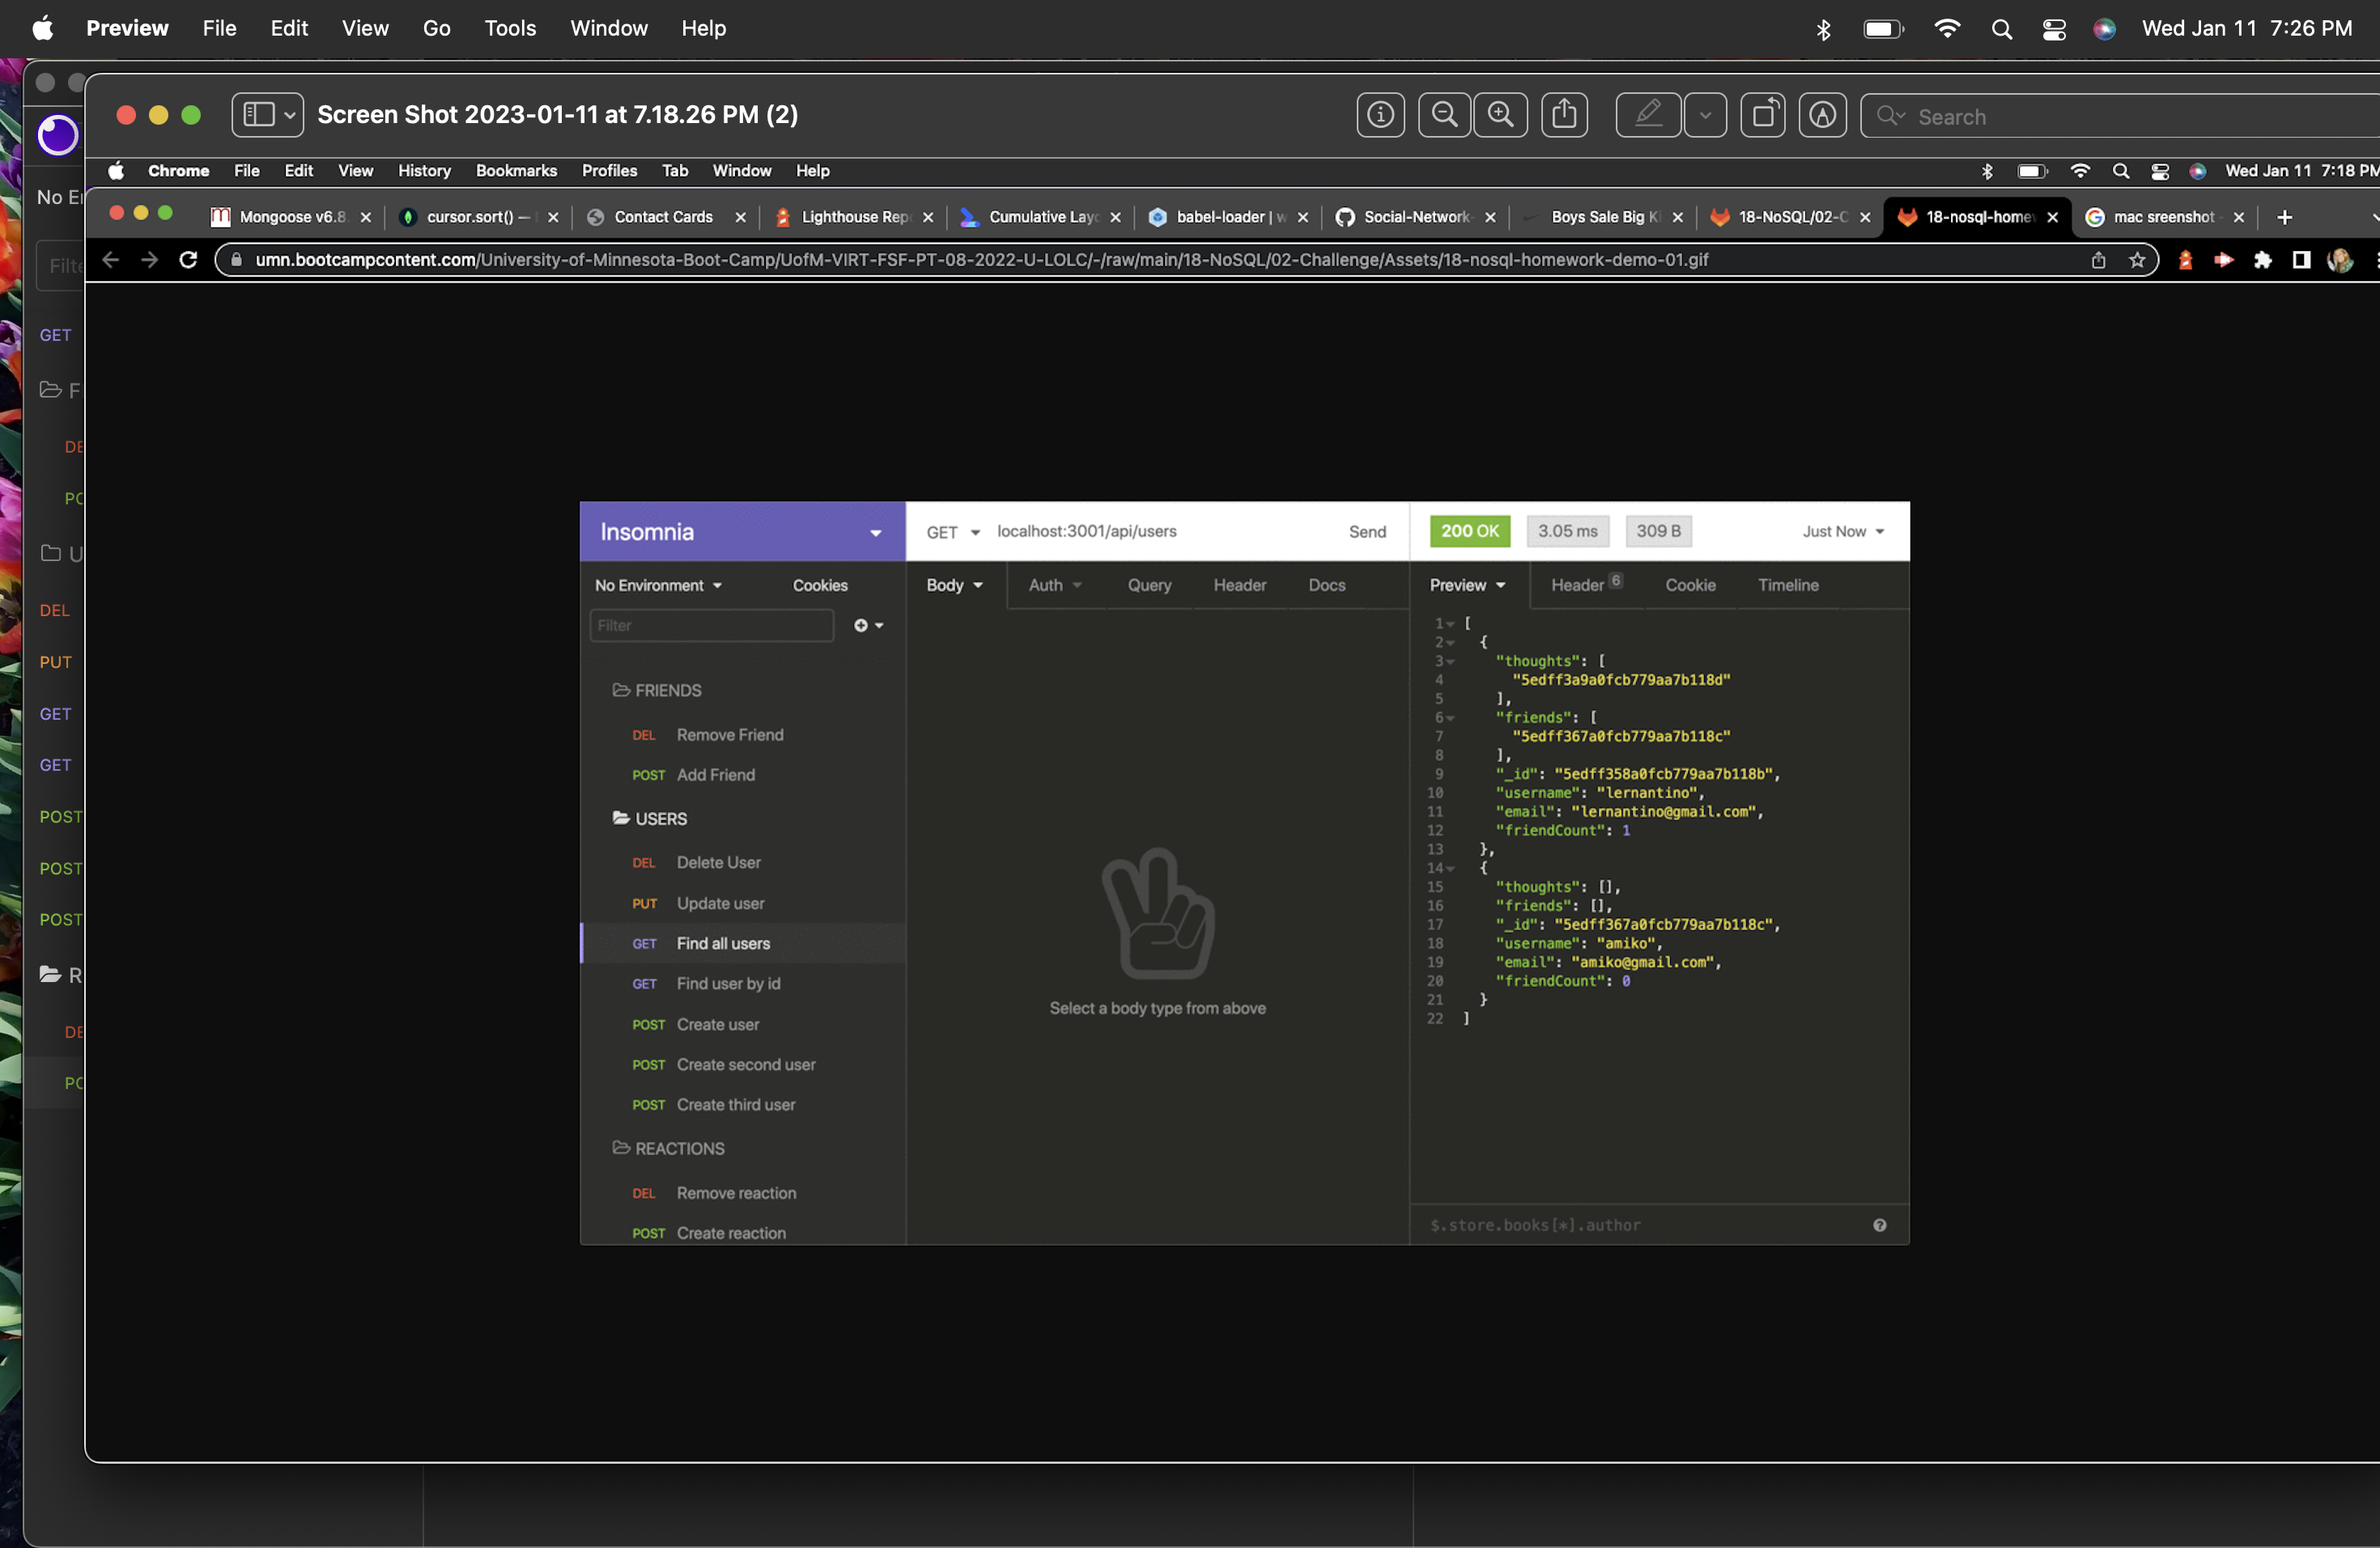 Preview File Edit View Go Tools Window Help Wed Jan 11 7:26 PM
Screen Shot 2023-01-11 at 7.18.26 PM (2) Search
Chrome File Edit View History Bookmarks Profiles Tab Window Help Wed Jan 11 7:18 PM
Mongoose v6.8. cursor.sort() — Contact Cards Lighthouse Rep Cumulative Layo babel-loader | w Social-Network- Boys Sale Big Ki 18-NoSQL/02-C 18-nosql-home mac sreenshot -
umn.bootcampcontent.com/University-of-Minnesota-Boot-Camp/UofM-VIRT-FSF-PT-08-2022-U-LOLC/-/raw/main/18-NoSQL/02-Challenge/Assets/18-nosql-homework-demo-01.gif
No E
Filte
GET
F
DE
PO
U
DEL
PUT
GET
GET
POST
POST
POST
R
DE
PO
Insomnia GET localhost:3001/api/users Send 200 OK 3.05 ms 309 B Just Now
No Environment Cookies Body Auth Query Header Docs Preview Header 6 Cookie Timeline
Filter
FRIENDS
DEL Remove Friend
POST Add Friend
USERS
DEL Delete User
PUT Update user
GET Find all users
GET Find user by id
POST Create user
POST Create second user
POST Create third user
REACTIONS
DEL Remove reaction
POST Create reaction
Select a body type from above
1 [
2 {
3 "thoughts": [
4 "5edff3a9a0fcb779aa7b118d"
5 ],
6 "friends": [
7 "5edff367a0fcb779aa7b118c"
8 ],
9 "_id": "5edff358a0fcb779aa7b118b",
10 "username": "lernantino",
11 "email": "lernantino@gmail.com",
12 "friendCount": 1
13 },
14 {
15 "thoughts": [],
16 "friends": [],
17 "_id": "5edff367a0fcb779aa7b118c",
18 "username": "amiko",
19 "email": "amiko@gmail.com",
20 "friendCount": 0
21 }
22 ]
$.store.books[*].author